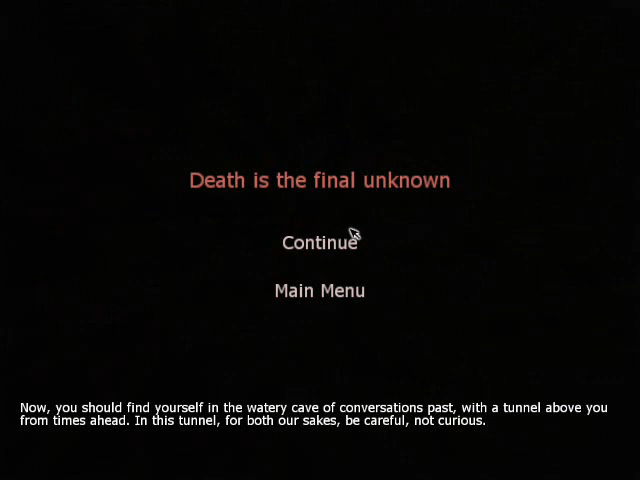 Death is the final unknown
Continue
Main Menu
Now, you should find yourself in the watery cave of conversations past, with a tunnel above you
from times ahead. In this tunnel, for both our sakes, be careful, not curious.